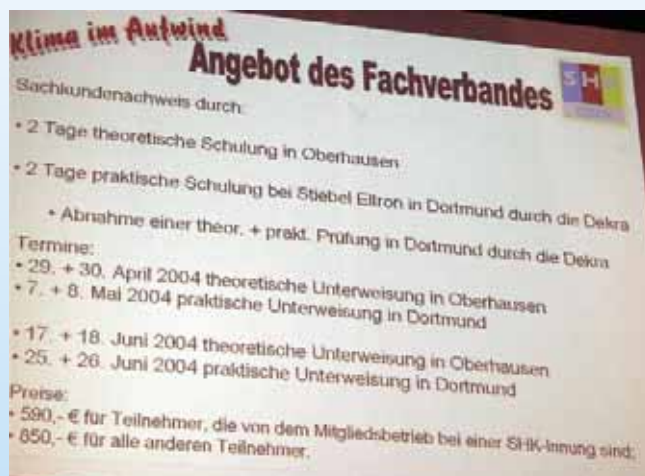 Klima im Aufwind
Angebot des Fachverbandes
SHK
Sachkundenachweis durch:
• 2 Tage theoretische Schulung in Oberhausen
• 2 Tage praktische Schulung bei Stiebel Eltron in Dortmund durch die Dekra
• Abnahme einer theor. + prakt. Prüfung in Dortmund durch die Dekra
Termine:
• 29. + 30. April 2004 theoretische Unterweisung in Oberhausen
• 7. + 8. Mai 2004 praktische Unterweisung in Dortmund
• 17. + 18. Juni 2004 theoretische Unterweisung in Oberhausen
• 25. + 26. Juni 2004 praktische Unterweisung in Dortmund
Preise:
• 590,- € für Teilnehmer, die von dem Mitgliedsbetrieb bei einer SHK-Innung sind;
• 850,- € für alle anderen Teilnehmer.